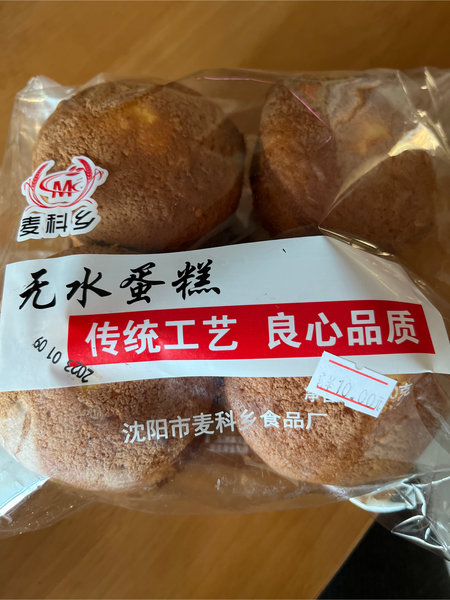 MK
麦科乡
无水蛋糕
传统工艺 良心品质
2023 01 09
¥10.00
沈阳市麦科乡食品厂